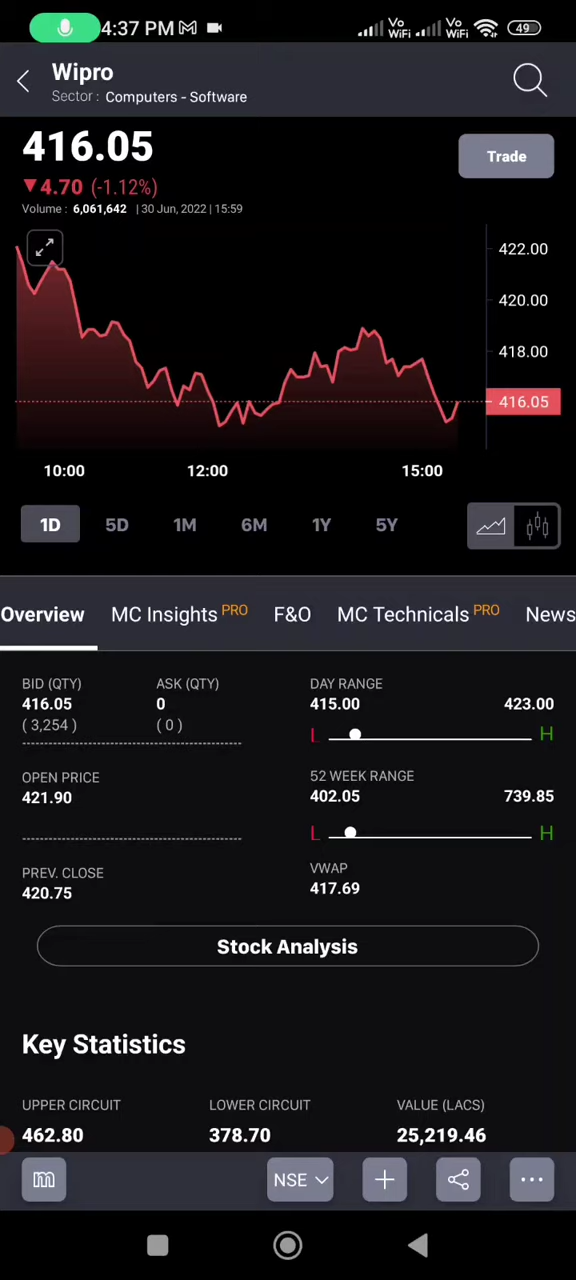 4:37 PM
Vo WiFi
Vo WiFi
49
Wipro
Sector : Computers - Software
416.05
Trade
▼4.70 (-1.12%)
Volume : 6,061,642 | 30 Jun, 2022 | 15:59
422.00
420.00
418.00
416.05
10:00 12:00 15:00
1D 5D 1M 6M 1Y 5Y
Overview MC Insights PRO F&O MC Technicals PRO News
BID (QTY) ASK (QTY) DAY RANGE
416.05 0 415.00 423.00
( 3,254 ) ( 0 )
L H
OPEN PRICE 52 WEEK RANGE
421.90 402.05 739.85
L H
PREV. CLOSE VWAP
420.75 417.69
Stock Analysis
Key Statistics
UPPER CIRCUIT LOWER CIRCUIT VALUE (LACS)
462.80 378.70 25,219.46
m NSE